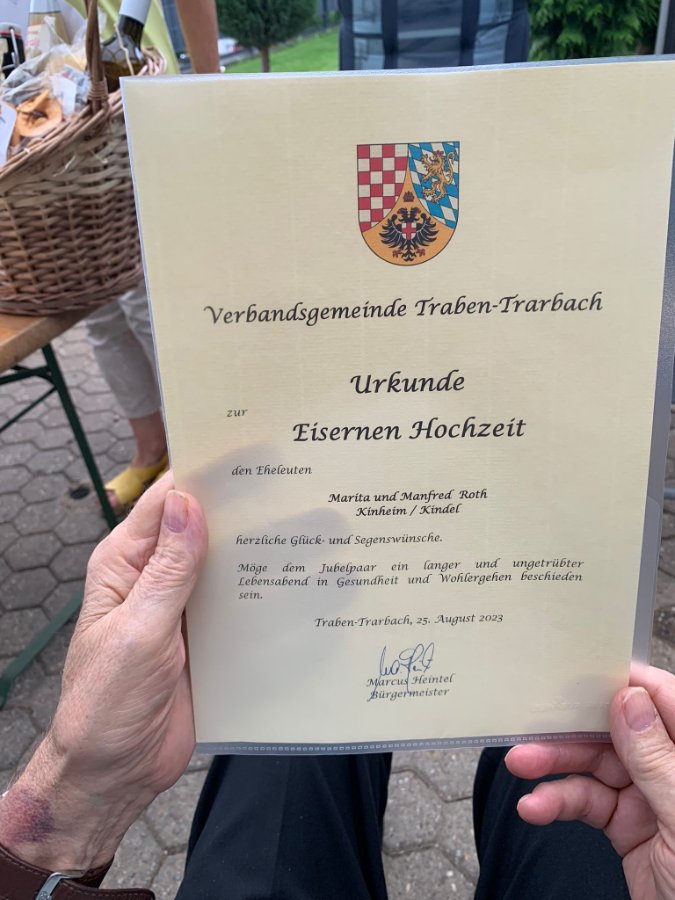 Verbandsgemeinde Traben-Trarbach
Urkunde
zur
Eisernen Hochzeit
den Eheleuten
Marita und Manfred Roth
Kinheim / Kindel
herzliche Glück- und Segenswünsche.
Möge dem Jubelpaar ein langer und ungetrübter
Lebensabend in Gesundheit und Wohlergehen beschieden
sein.
Traben-Trarbach, 25. August 2023
Marcus Heintel
Bürgermeister